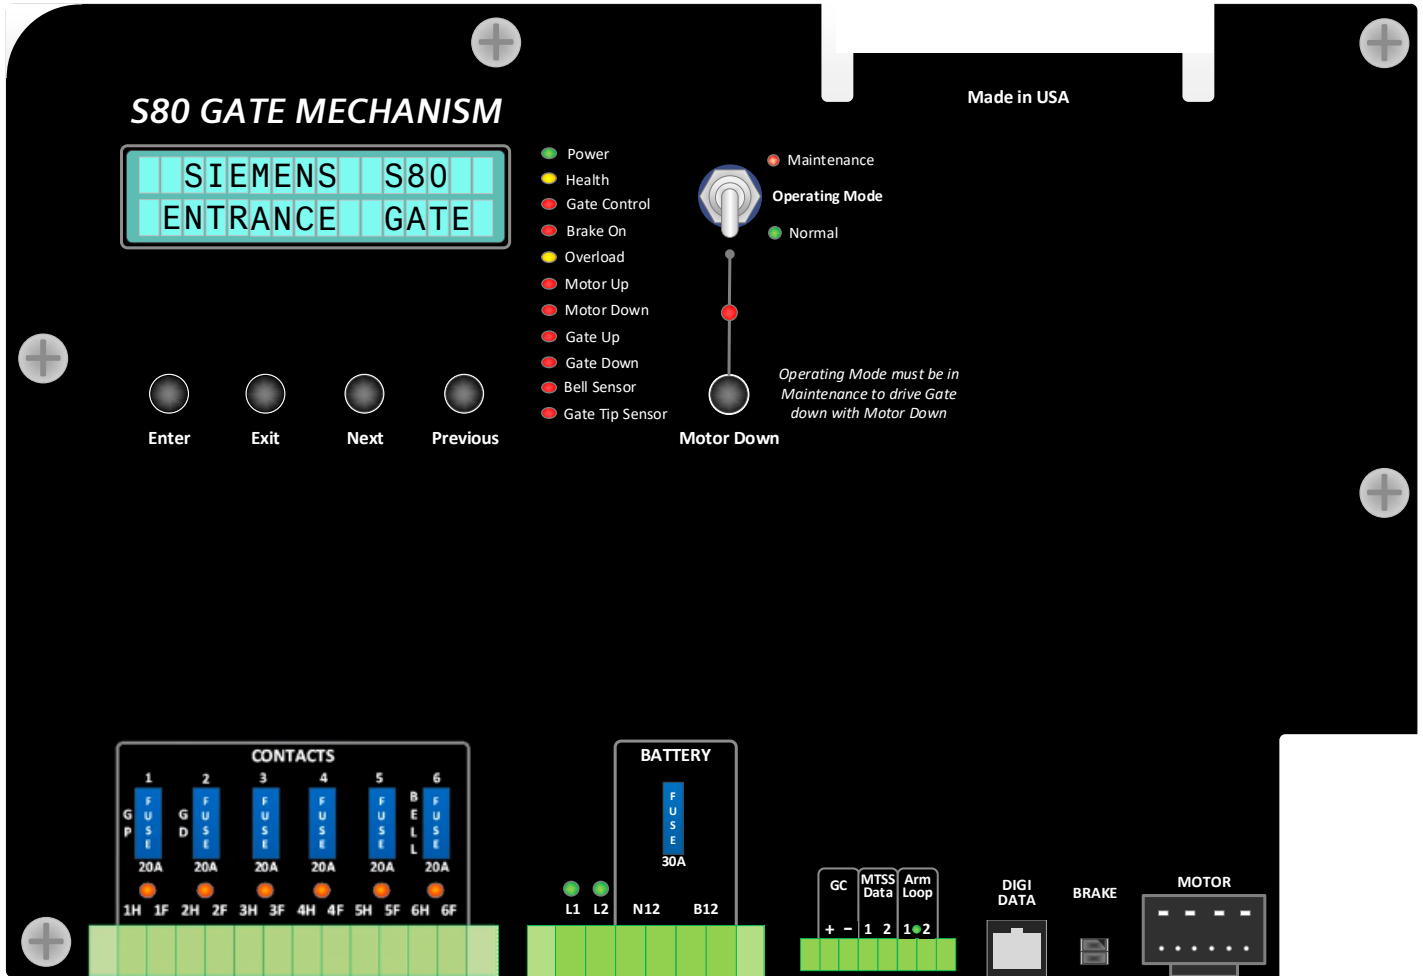 S80 GATE MECHANISM
SIEMENS S80
ENTRANCE GATE
Made in USA
Power
Health
Gate Control
Brake On
Overload
Motor Up
Motor Down
Gate Up
Gate Down
Bell Sensor
Gate Tip Sensor
Maintenance
Operating Mode
Normal
Operating Mode must be in
Maintenance to drive Gate
down with Motor Down
Enter Exit Next Previous
Motor Down
CONTACTS
1 2 3 4 5 6
GP
FUSE
GD
FUSE
FUSE
FUSE
FUSE
BELL
FUSE
20A 20A 20A 20A 20A 20A
1H 1F 2H 2F 3H 3F 4H 4F 5H 5F 6H 6F
BATTERY
FUSE
30A
L1 L2 N12 B12
GC
+ −
MTSS
Data
1 2
Arm
Loop
1 2
DIGI
DATA
BRAKE
MOTOR